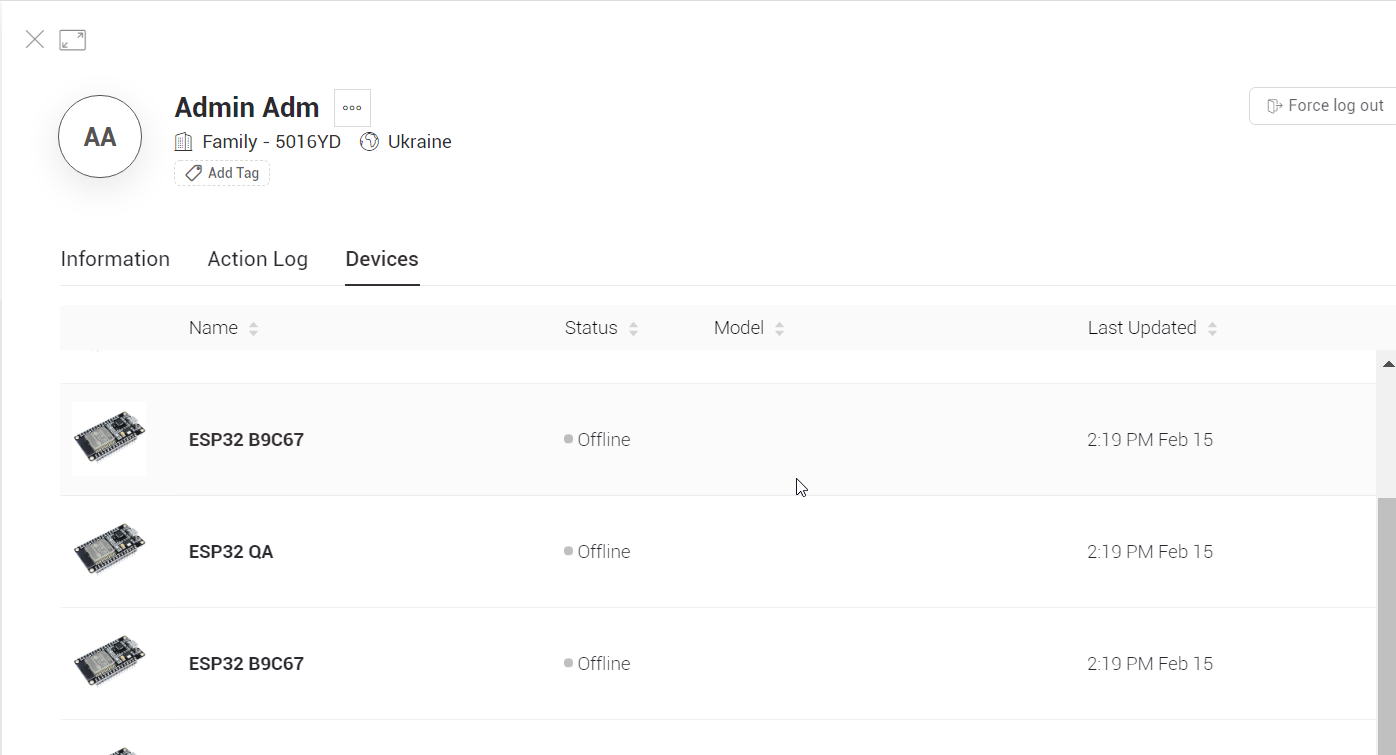 Admin Adm
Force log out
AA
Family - 5016YD Ukraine
Add Tag
Information Action Log Devices
Name Status Model Last Updated
ESP32 B9C67 Offline 2:19 PM Feb 15
ESP32 QA Offline 2:19 PM Feb 15
ESP32 B9C67 Offline 2:19 PM Feb 15